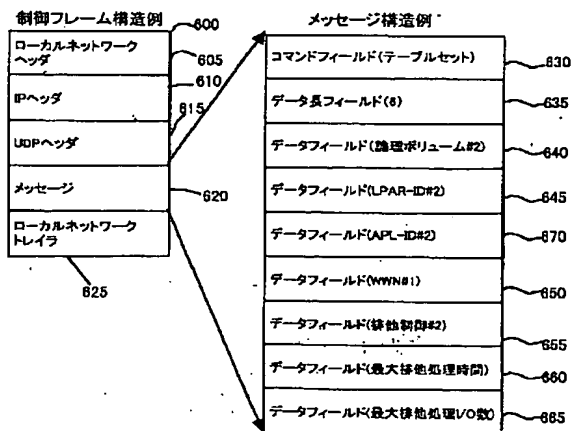 制御フレーム構造例
600
ローカルネットワーク
ヘッダ
605
IPヘッダ
610
UDPヘッダ
615
メッセージ
620
ローカルネットワーク
トレイラ
625
メッセージ構造例
コマンドフィールド(テーブルセット)
630
データ長フィールド(8)
635
データフィールド(論理ボリューム#2)
640
データフィールド(LPAR-ID#2)
645
データフィールド(APL-ID#2)
670
データフィールド(WWN#1)
650
データフィールド(排他制御#2)
655
データフィールド(最大排他処理時間)
660
データフィールド(最大排他処理I/O数)
665